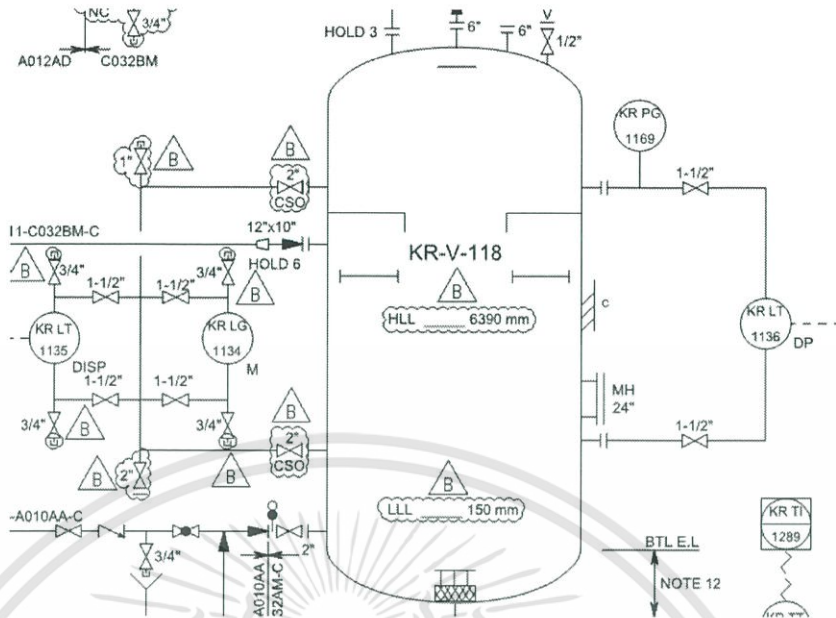 NC
3/4"
A012AD C032BM
HOLD 3
6"
6"
V
1/2"
B
1"
B
2"
CSO
KR PG
1169
1-1/2"
11-C032BM-C
12"x10"
HOLD 6
KR-V-118
B
3/4"
3/4"
B
B
1-1/2" 1-1/2"
HLL 6390 mm
C
KR LT
1135
DISP
KR LG
1134
M
KR LT
1136
DP
1-1/2" 1-1/2"
MH
24"
3/4"
B
3/4"
B
2"
CSO
1-1/2"
B
2"
B
B
LLL 150 mm
-A010AA-C
2"
3/4"
A010AA
32AM-C
BTL E.L
NOTE 12
KR TI
1289
KR TT